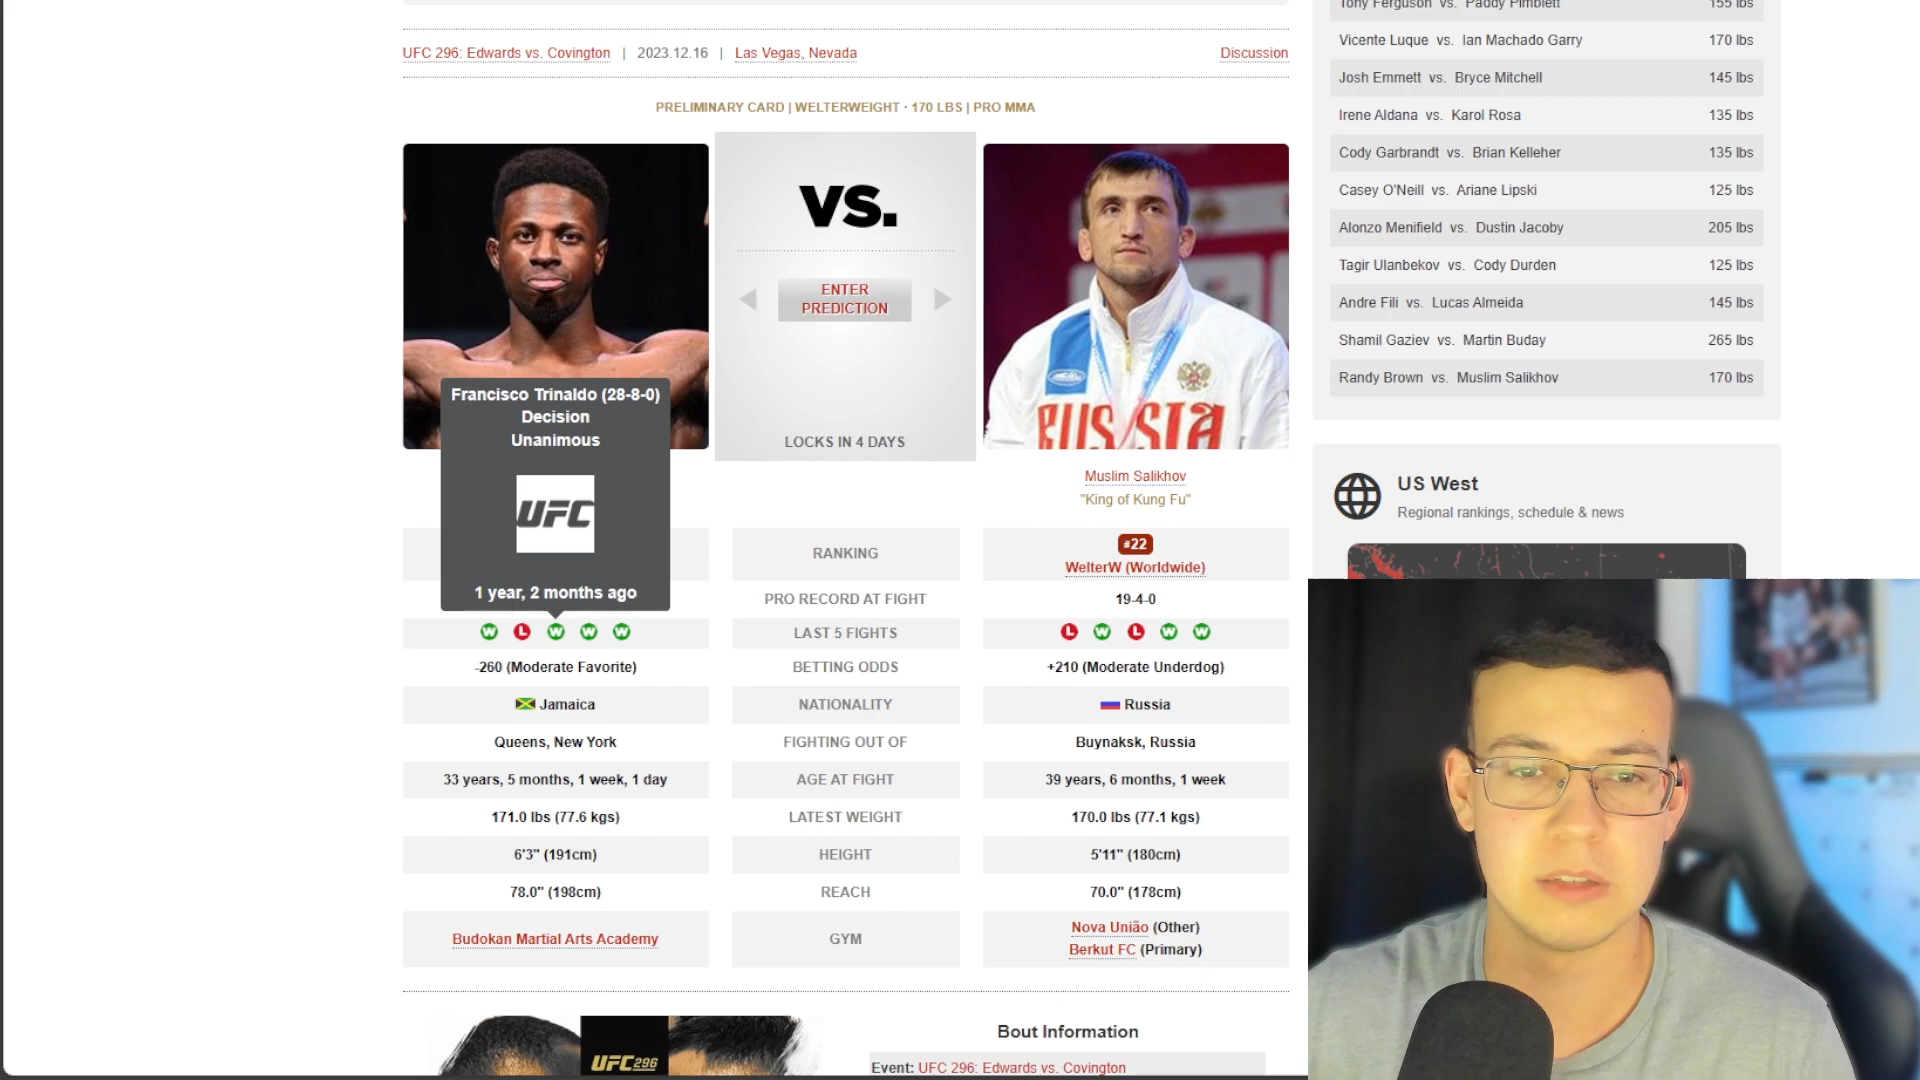 UFC 296: Edwards vs. Covington | 2023.12.16 | Las Vegas, Nevada Discussion
PRELIMINARY CARD | WELTERWEIGHT · 170 LBS | PRO MMA
VS.
ENTER
PREDICTION
LOCKS IN 4 DAYS
RUSSIA
Francisco Trinaldo (28-8-0)
Decision
Unanimous
UFC
1 year, 2 months ago
Muslim Salikhov
"King of Kung Fu"
RANKING
#22
WelterW (Worldwide)
PRO RECORD AT FIGHT 19-4-0
W L W W W LAST 5 FIGHTS L W L W W
-260 (Moderate Favorite) BETTING ODDS +210 (Moderate Underdog)
Jamaica NATIONALITY Russia
Queens, New York FIGHTING OUT OF Buynaksk, Russia
33 years, 5 months, 1 week, 1 day AGE AT FIGHT 39 years, 6 months, 1 week
171.0 lbs (77.6 kgs) LATEST WEIGHT 170.0 lbs (77.1 kgs)
6'3" (191cm) HEIGHT 5'11" (180cm)
78.0" (198cm) REACH 70.0" (178cm)
Budokan Martial Arts Academy GYM Nova União (Other)
Berkut FC (Primary)
UFC 296
Bout Information
Event: UFC 296: Edwards vs. Covington
Tony Ferguson vs. Paddy Pimblett 155 lbs
Vicente Luque vs. Ian Machado Garry 170 lbs
Josh Emmett vs. Bryce Mitchell 145 lbs
Irene Aldana vs. Karol Rosa 135 lbs
Cody Garbrandt vs. Brian Kelleher 135 lbs
Casey O'Neill vs. Ariane Lipski 125 lbs
Alonzo Menifield vs. Dustin Jacoby 205 lbs
Tagir Ulanbekov vs. Cody Durden 125 lbs
Andre Fili vs. Lucas Almeida 145 lbs
Shamil Gaziev vs. Martin Buday 265 lbs
Randy Brown vs. Muslim Salikhov 170 lbs
US West
Regional rankings, schedule & news